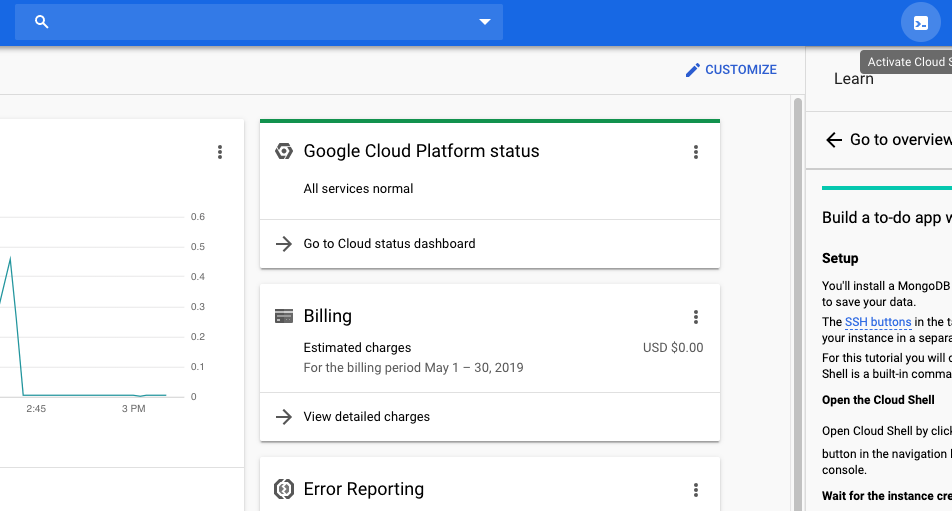 Activate Cloud S
CUSTOMIZE
Learn
Go to overview
Google Cloud Platform status
All services normal
Go to Cloud status dashboard
0.6
0.5
0.4
0.3
0.2
0.1
0
2:45
3 PM
Billing
Estimated charges
USD $0.00
For the billing period May 1 – 30, 2019
View detailed charges
Error Reporting
Build a to-do app w
Setup
You'll install a MongoDB
to save your data.
The SSH buttons in the ta
your instance in a separa
For this tutorial you will c
Shell is a built-in comma
Open the Cloud Shell
Open Cloud Shell by click
button in the navigation b
console.
Wait for the instance cre